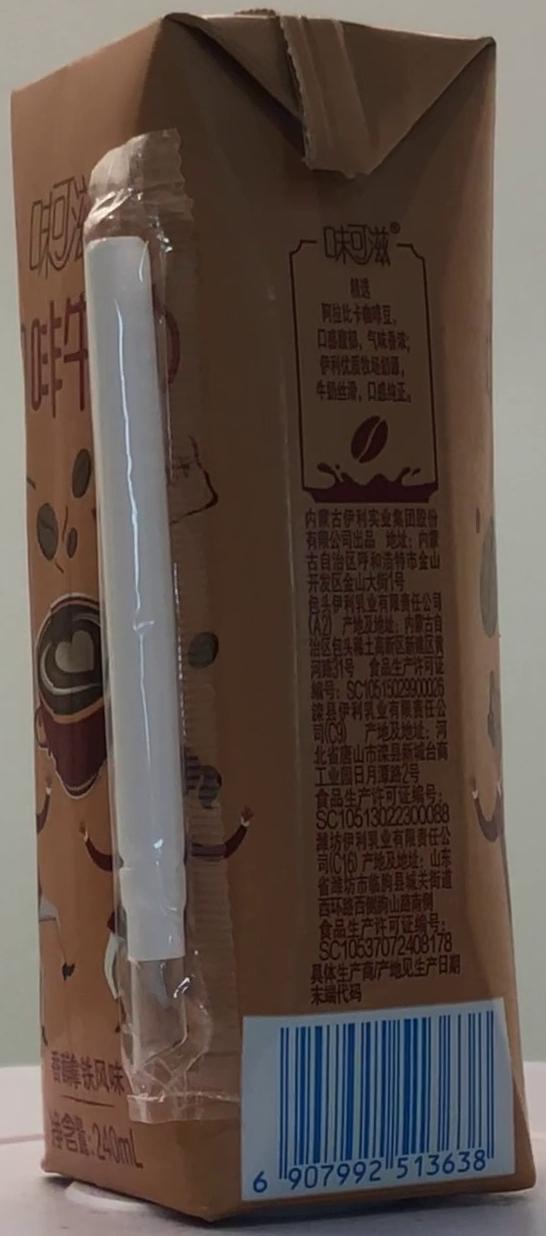 味可滋
啡牛
香醇拿铁风味
净含量:240mL
味可滋®
精选
阿拉比卡咖啡豆,
口感馥郁,气味香浓;
伊利优质牧场奶源,
牛奶丝滑,口感纯正。
内蒙古伊利实业集团股份
有限公司出品 地址:内蒙
古自治区呼和浩特市金山
开发区金山大街1号
包头伊利乳业有限责任公司
(A2) 产地及地址:内蒙古自
治区包头稀土高新区新建区黄
河路31号 食品生产许可证
编号:SC10515029900026
滦县伊利乳业有限责任公
司(C9) 产地及地址:河
北省唐山市滦县新城台商
工业园日月潭路2号
食品生产许可证编号:
SC10513022300088
潍坊伊利乳业有限责任公
司(C16) 产地及地址:山东
省潍坊市临朐县城关街道
西环路西侧朐山路南侧
食品生产许可证编号:
SC10537072408178
具体生产商/产地见生产日期
末端代码
6 907992 513638